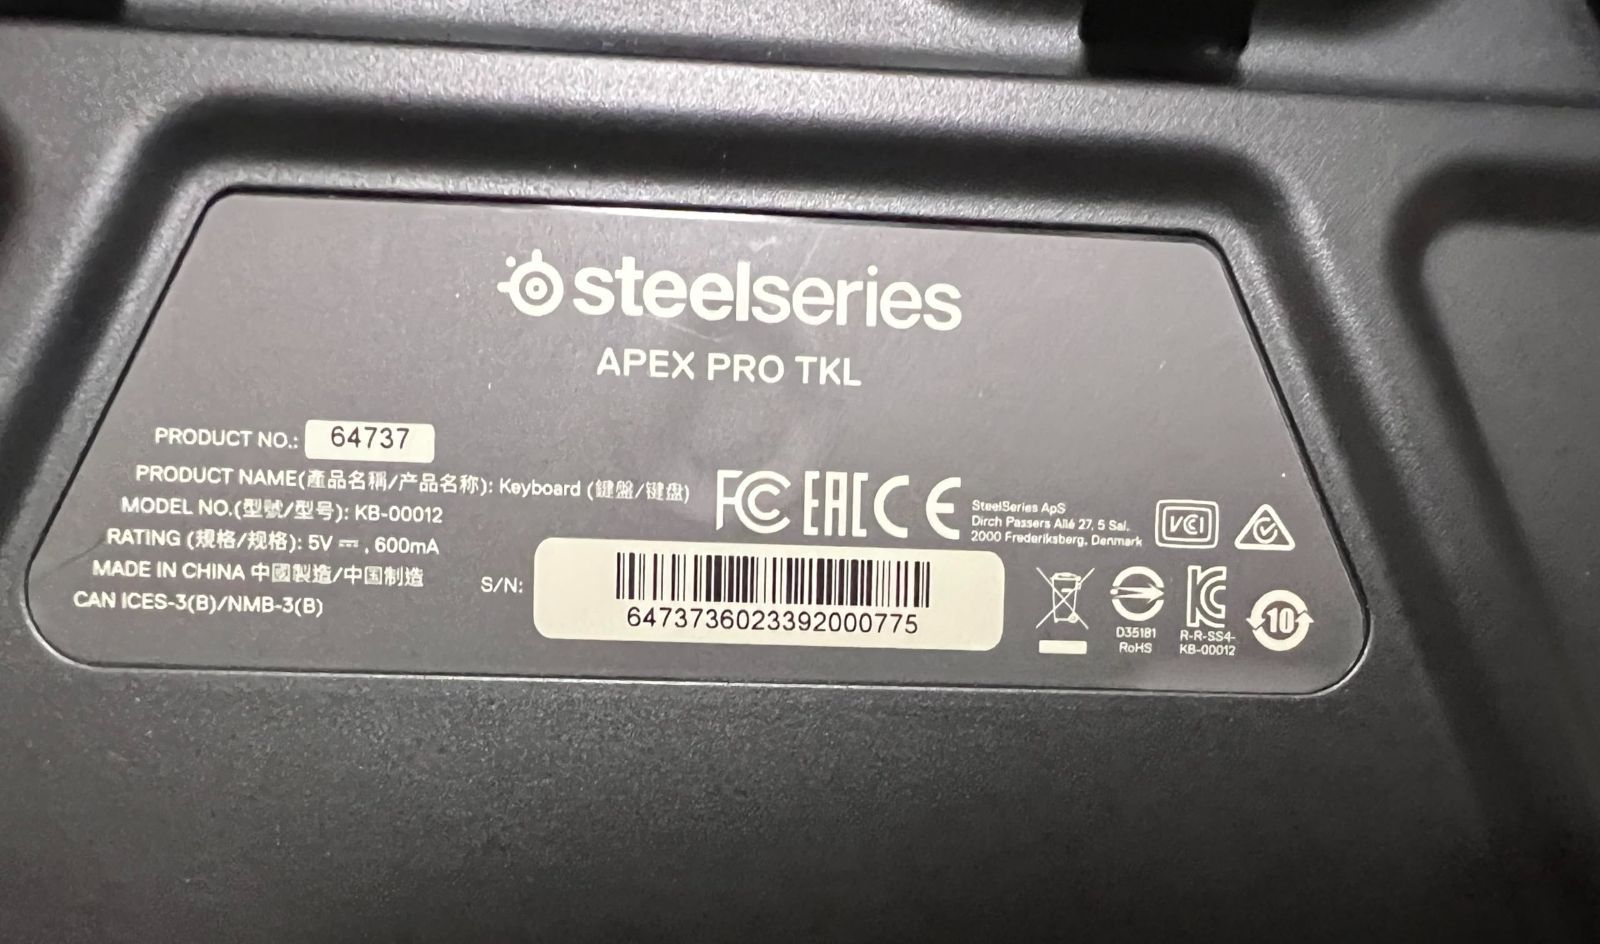 steelseries
APEX PRO TKL
PRODUCT NO.: 64737
PRODUCT NAME(產品名稱/产品名称): Keyboard (鍵盤/键盘)
MODEL NO.(型號/型号): KB-00012
RATING (規格/规格): 5V ⎓ , 600mA
MADE IN CHINA 中國製造/中国制造
CAN ICES-3(B)/NMB-3(B)
FC EAC CE
SteelSeries ApS
Dirch Passers Allé 27, 5 Sal.
2000 Frederiksberg, Denmark
VCI
S/N:
6473736023392000775
D35181
RoHS
R-R-SS4-
KB-00012
10